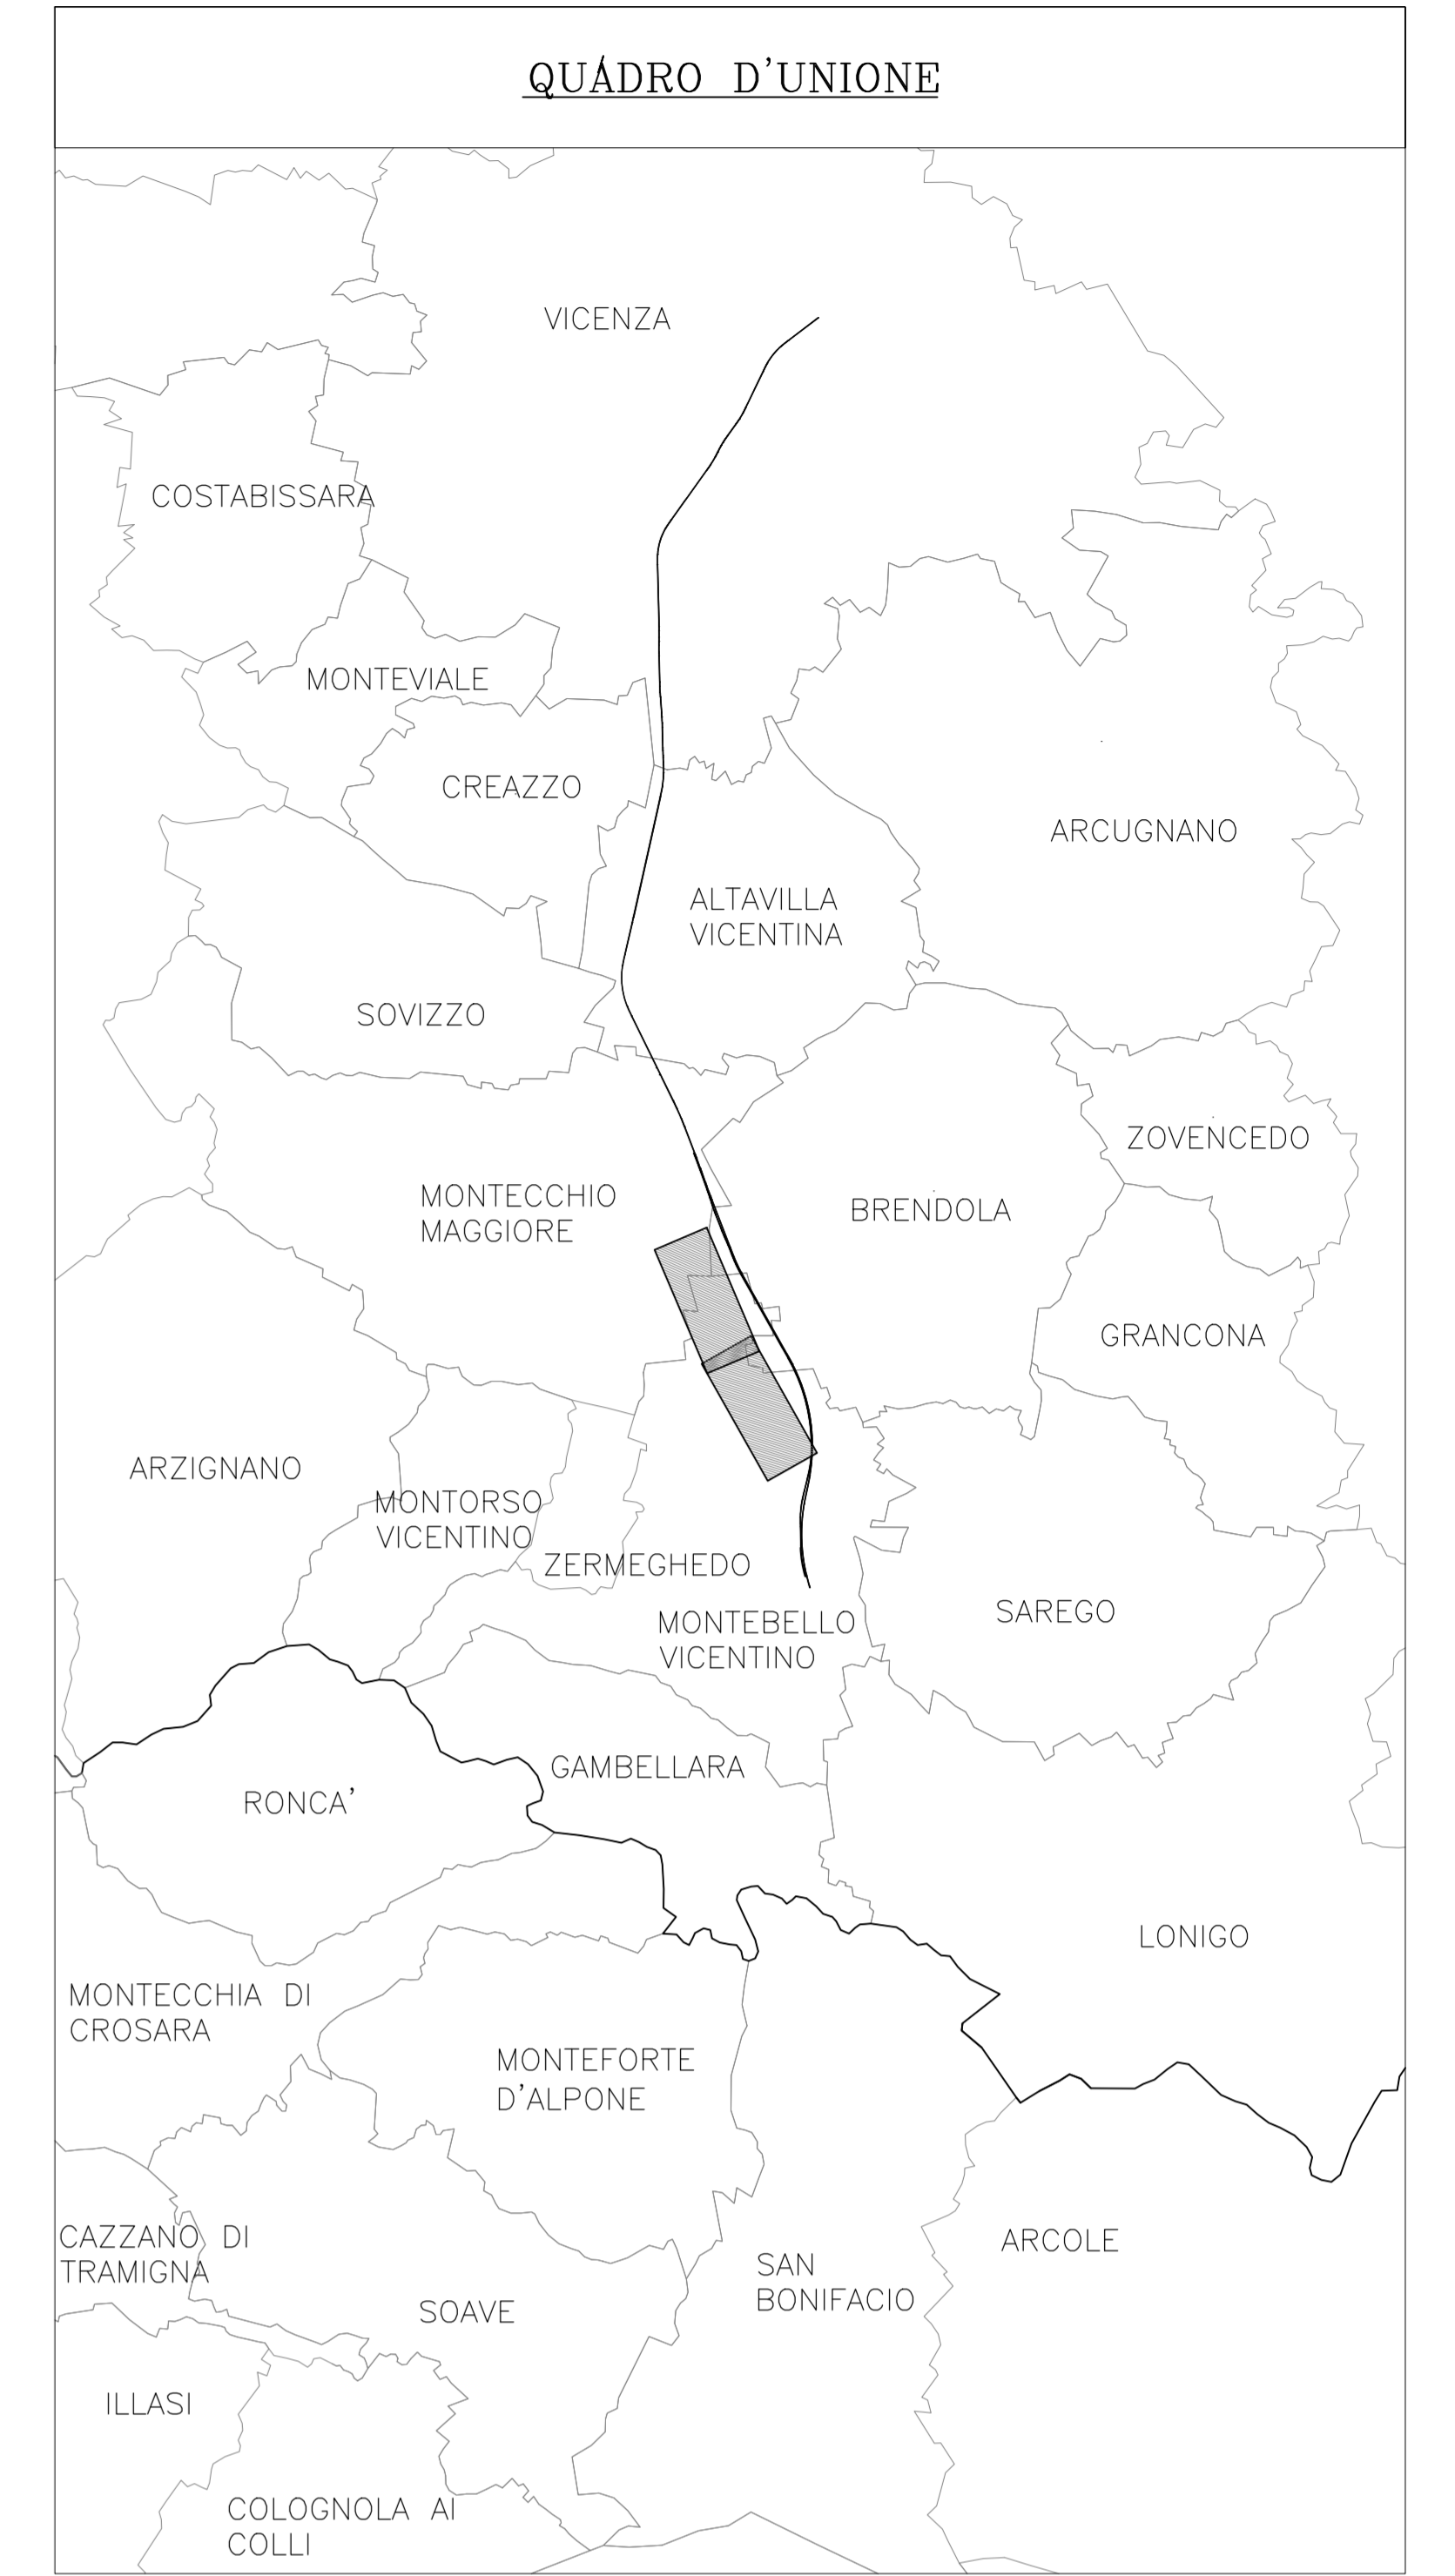 QUÁDRO D'UNIONE
VICENZA
COSTABISSARA
MONTEVIALE
CREAZZO
ARCUGNANO
ALTAVILLA
VICENTINA
SOVIZZO
ZOVENCEDO
MONTECCHIO
MAGGIORE
BRENDOLA
GRANCONA
ARZIGNANO
MONTORSO
VICENTINO
ZERMEGHEDO
SAREGO
MONTEBELLO
VICENTINO
GAMBELLARA
RONCA'
LONIGO
MONTECCHIA DI
CROSARA
MONTEFORTE
D'ALPONE
CAZZANO DI
TRAMIGNA
ARCOLE
SAN
BONIFACIO
SOAVE
ILLASI
COLOGNOLA AI
COLLI